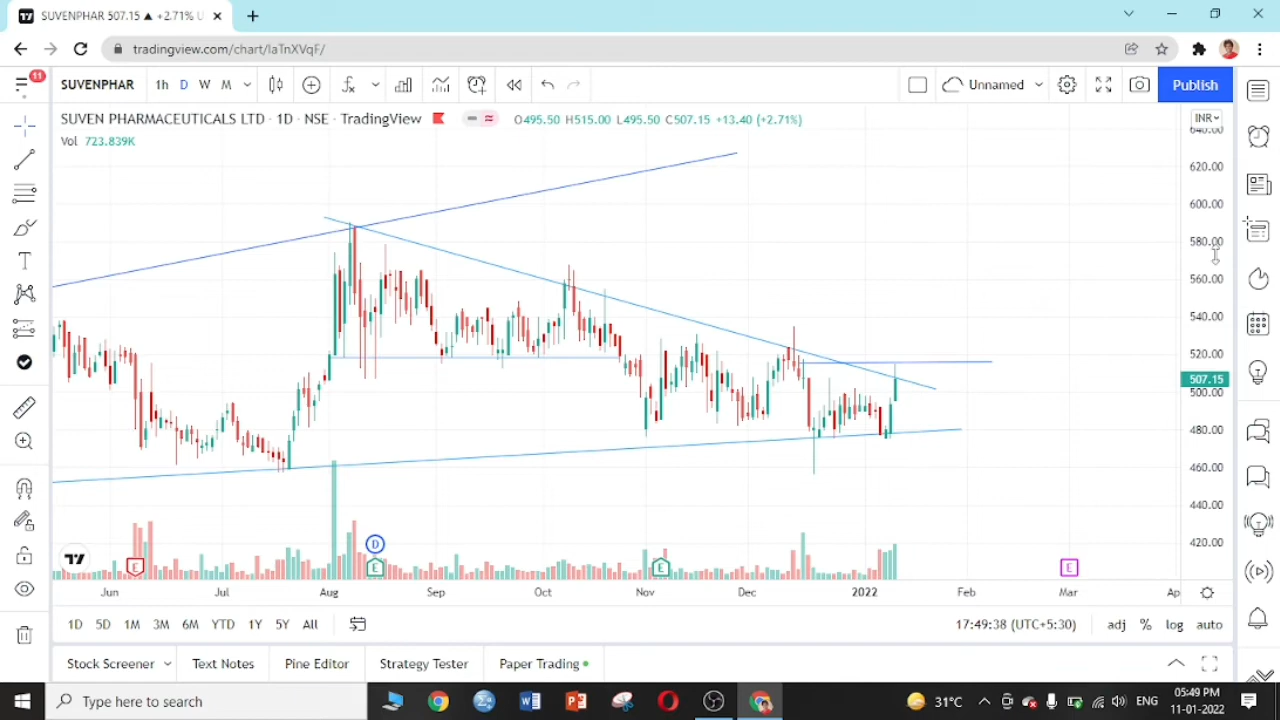 SUVENPHAR 507.15 ▲ +2.71% U
tradingview.com/chart/IaTnXVqF/
11
SUVENPHAR 1h D W M Unnamed Publish
SUVEN PHARMACEUTICALS LTD · 1D · NSE · TradingView O495.50 H515.00 L495.50 C507.15 +13.40 (+2.71%) INR
Vol 723.839K
640.00
620.00
600.00
580.00
560.00
540.00
520.00
507.15
500.00
480.00
460.00
440.00
420.00
D
E E E E
Jun Jul Aug Sep Oct Nov Dec 2022 Feb Mar Ap
1D 5D 1M 3M 6M YTD 1Y 5Y All 17:49:38 (UTC+5:30) adj % log auto
Stock Screener Text Notes Pine Editor Strategy Tester Paper Trading
Type here to search 31°C ENG 05:49 PM
11-01-2022